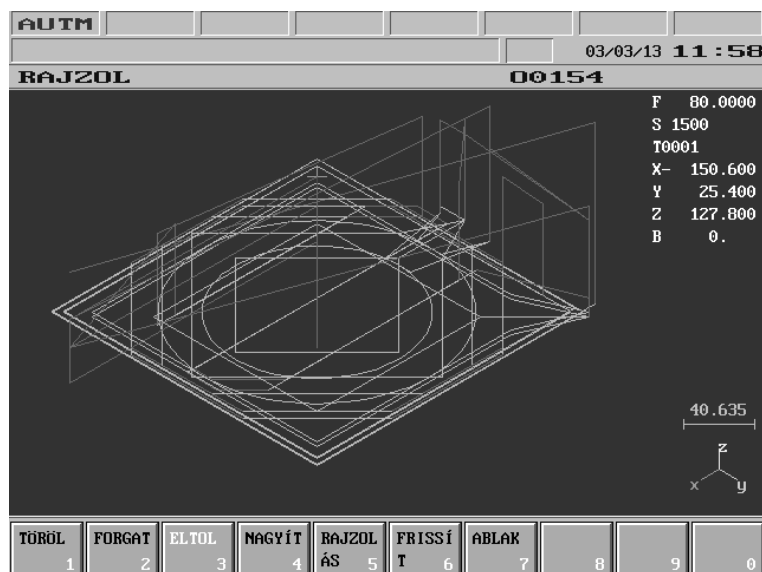 AUTM
03/03/13 11:58
RAJZOL O0154
F 80.0000
S 1500
T0001
X- 150.600
Y 25.400
Z 127.800
B 0.
40.635
z
x y
TÖRÖL FORGAT ELTOL NAGYÍT RAJZOL FRISSÍ ABLAK
ÁS T
1 2 3 4 5 6 7 8 9 0